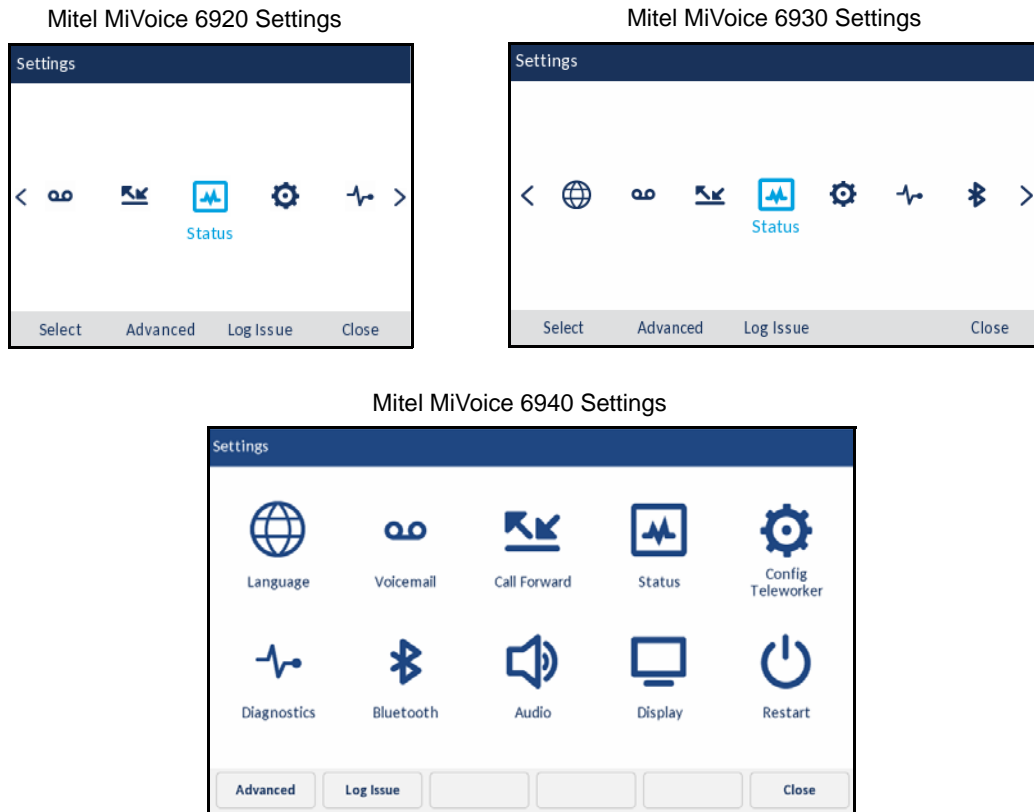 Mitel MiVoice 6920 Settings
Mitel MiVoice 6930 Settings
Settings
Status
Select Advanced Log Issue Close
Settings
Status
Select Advanced Log Issue Close
Mitel MiVoice 6940 Settings
Settings
Language Voicemail Call Forward Status Config Teleworker
Diagnostics Bluetooth Audio Display Restart
Advanced Log Issue Close